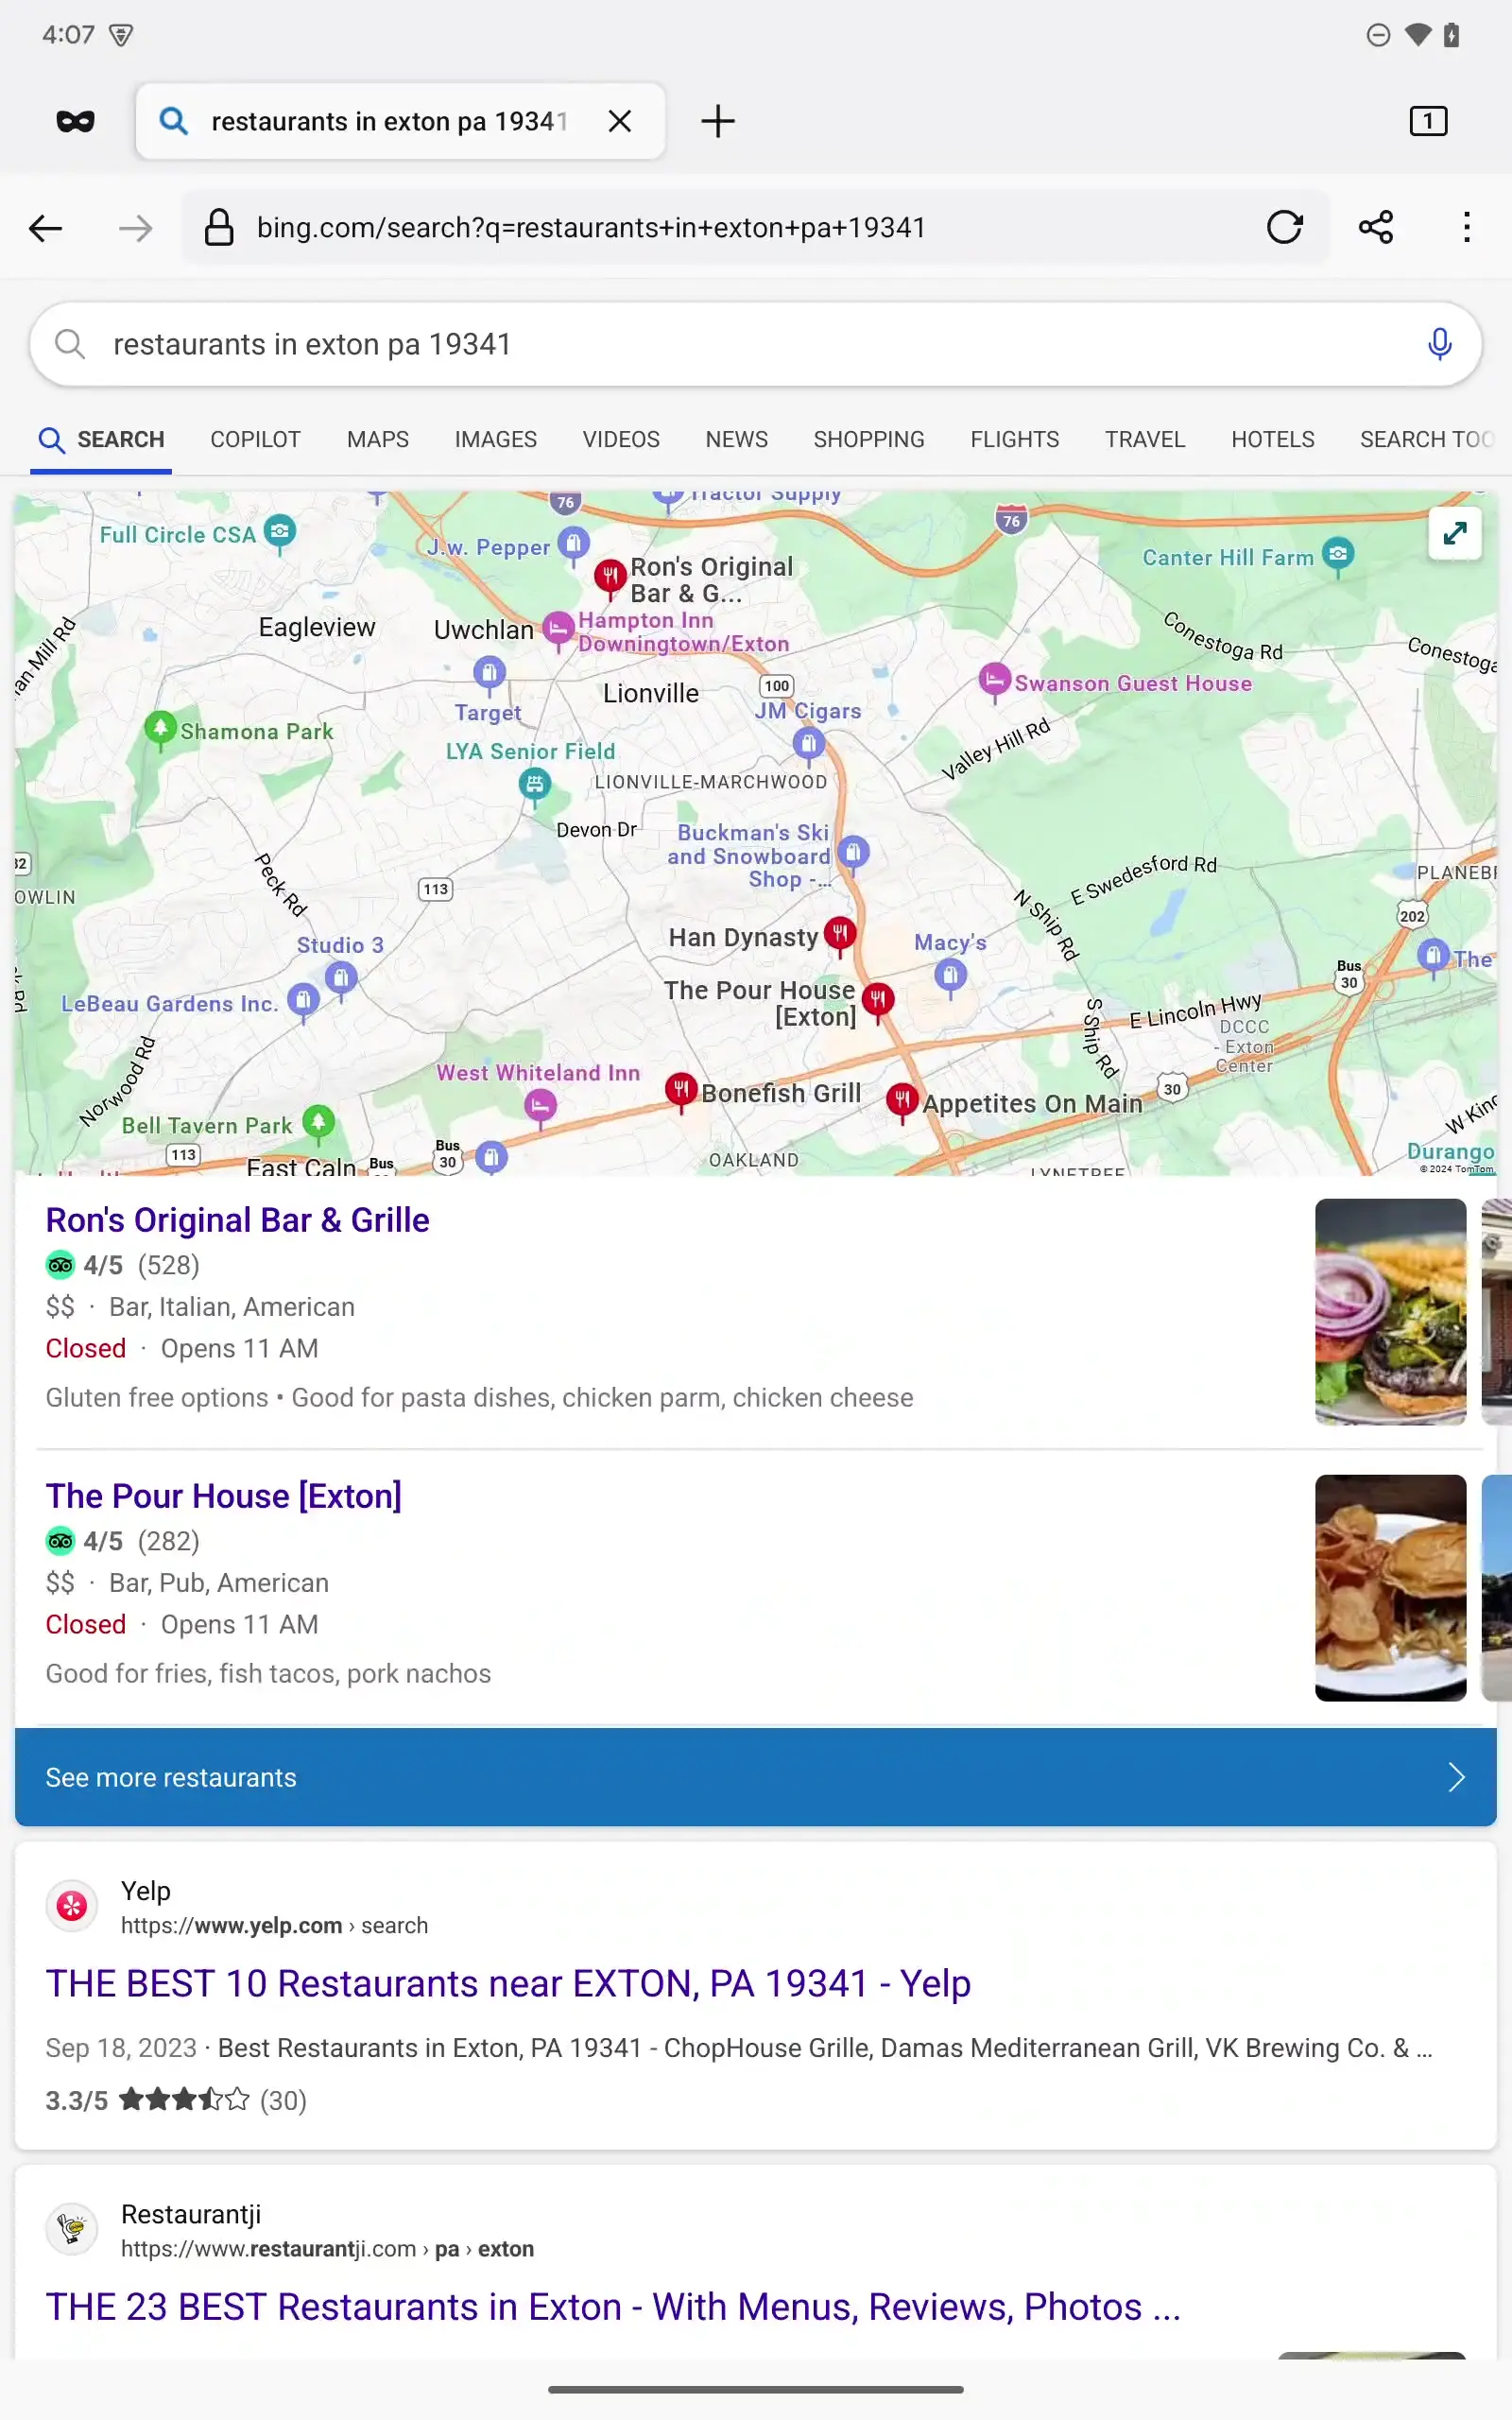 4:07
restaurants in exton pa 19341
1
bing.com/search?q=restaurants+in+exton+pa+19341
restaurants in exton pa 19341
SEARCH COPILOT MAPS IMAGES VIDEOS NEWS SHOPPING FLIGHTS TRAVEL HOTELS SEARCH TOO
76
Tractor Supply
76
Full Circle CSA
J.w. Pepper
Canter Hill Farm
Ron's Original
Bar & G...
Eagleview
Uwchlan
Hampton Inn
Downingtown/Exton
Conestoga Rd
Conestoga
Lionville
100
Swanson Guest House
Target
JM Cigars
Shamona Park
LYA Senior Field
Valley Hill Rd
LIONVILLE-MARCHWOOD
Devon Dr
Buckman's Ski
and Snowboard
Shop -...
Peck Rd
113
OWLIN
E Swedesford Rd
PLANEB
N Ship Rd
202
Han Dynasty
Macy's
Studio 3
The
LeBeau Gardens Inc.
The Pour House
[Exton]
Bus
30
E Lincoln Hwy
S Ship Rd
DCCC
- Exton
Center
Norwood Rd
West Whiteland Inn
Bonefish Grill
Appetites On Main
30
Bell Tavern Park
113
Bus
30
East Caln
Bus
OAKLAND
LYNETREE
W King
Durango
© 2024 TomTom
Ron's Original Bar & Grille
4/5 (528)
$$ · Bar, Italian, American
Closed · Opens 11 AM
Gluten free options • Good for pasta dishes, chicken parm, chicken cheese
The Pour House [Exton]
4/5 (282)
$$ · Bar, Pub, American
Closed · Opens 11 AM
Good for fries, fish tacos, pork nachos
See more restaurants
Yelp
https://www.yelp.com › search
THE BEST 10 Restaurants near EXTON, PA 19341 - Yelp
Sep 18, 2023 · Best Restaurants in Exton, PA 19341 - ChopHouse Grille, Damas Mediterranean Grill, VK Brewing Co. & ...
3.3/5 (30)
Restaurantji
https://www.restaurantji.com › pa › exton
THE 23 BEST Restaurants in Exton - With Menus, Reviews, Photos ...